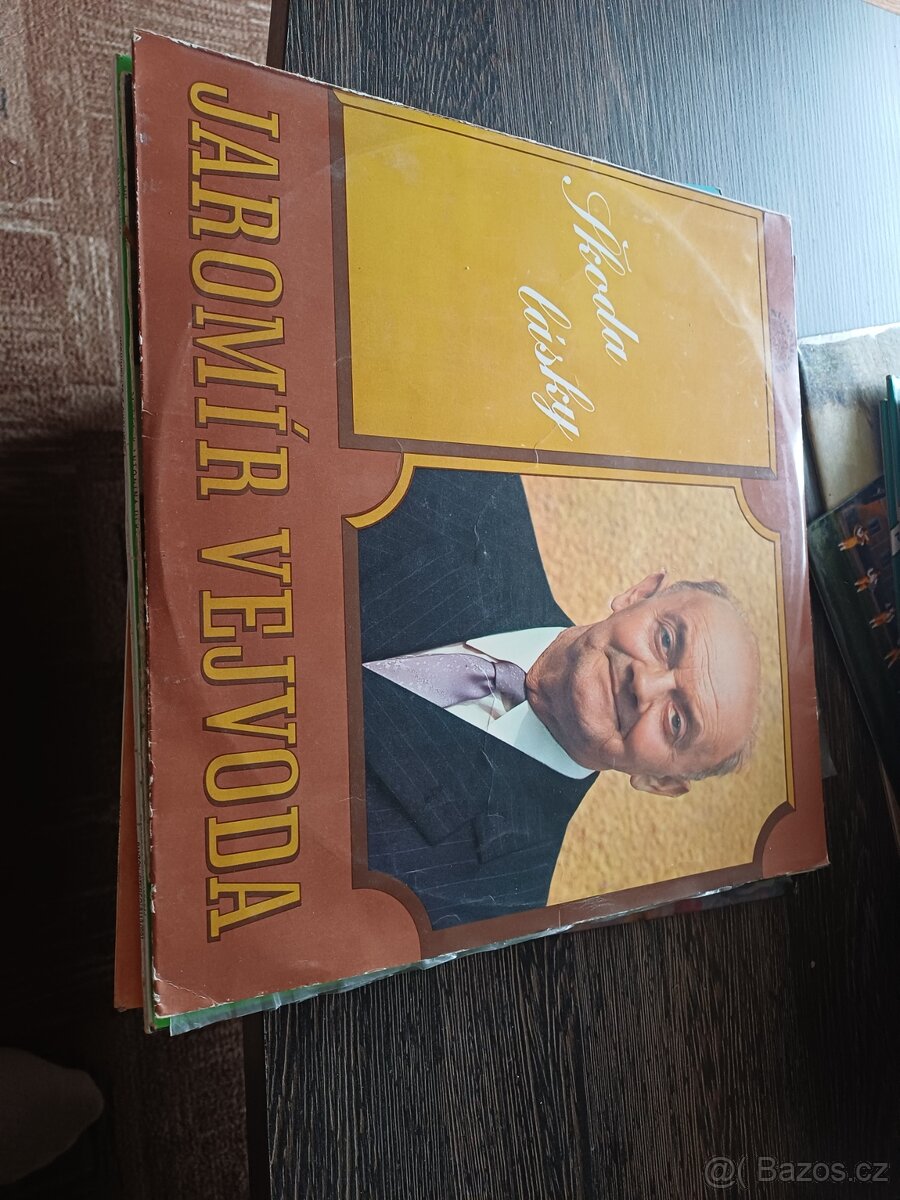 Škoda
lásky
JAROMÍR VEJVODA
@( Bazos.cz